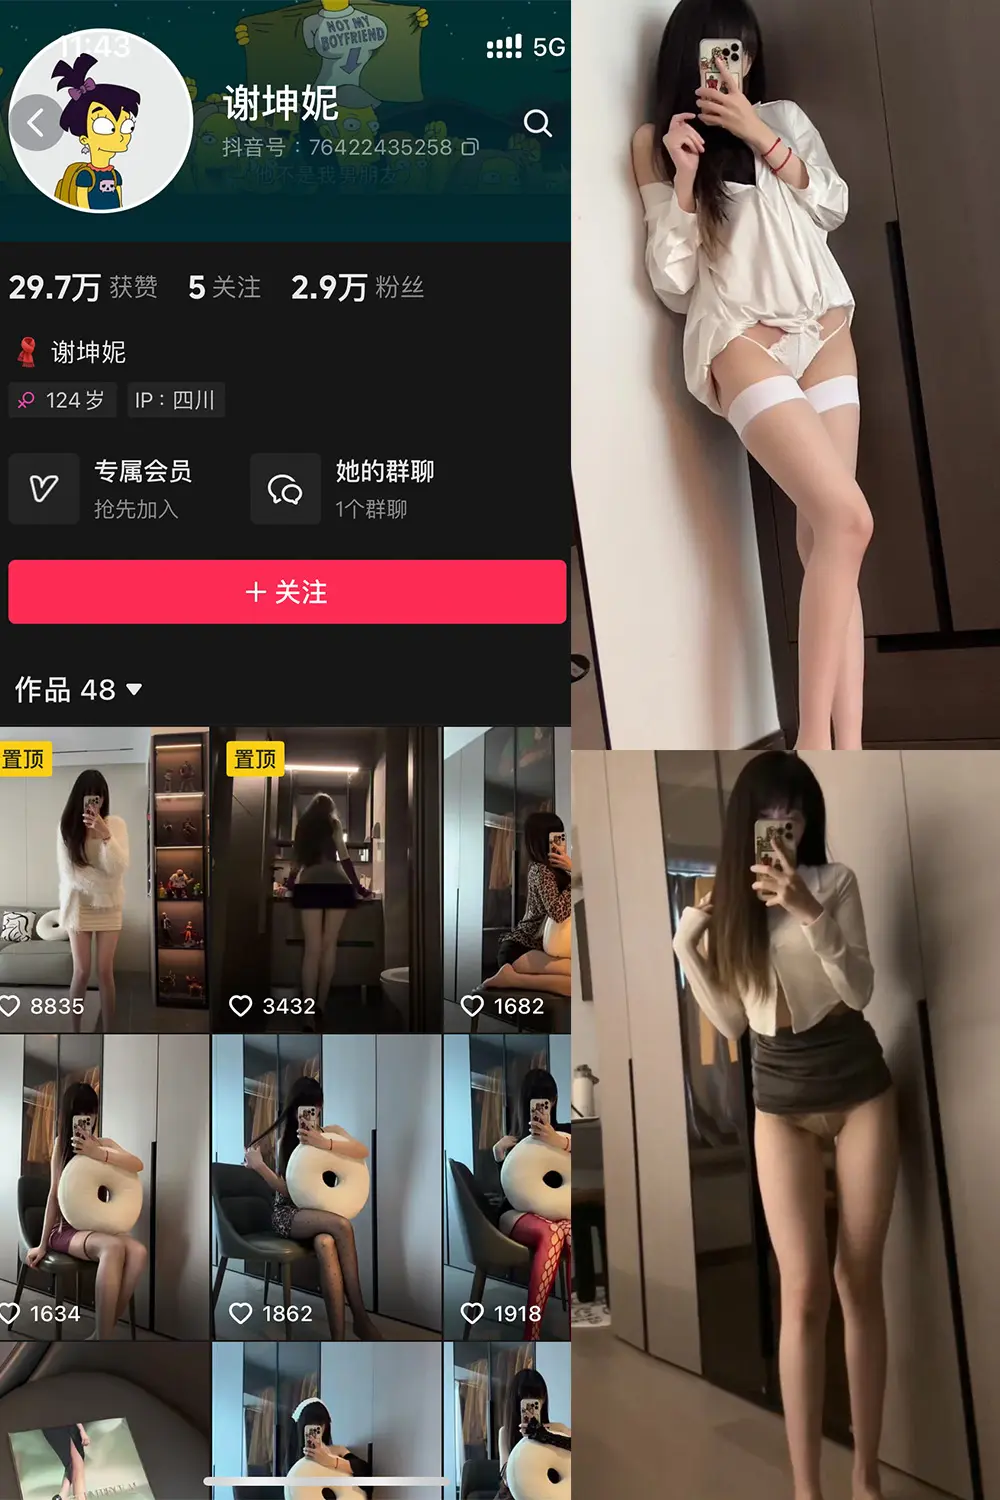 11:43
5G
NOT MY
BOYFRIEND
谢坤妮
抖音号：76422435258
他不是我男朋友
29.7万 获赞 5 关注 2.9万 粉丝
谢坤妮
124岁 IP：四川
专属会员 她的群聊
抢先加入 1个群聊
+ 关注
作品 48
置顶 置顶
8835 3432 1682
1634 1862 1918